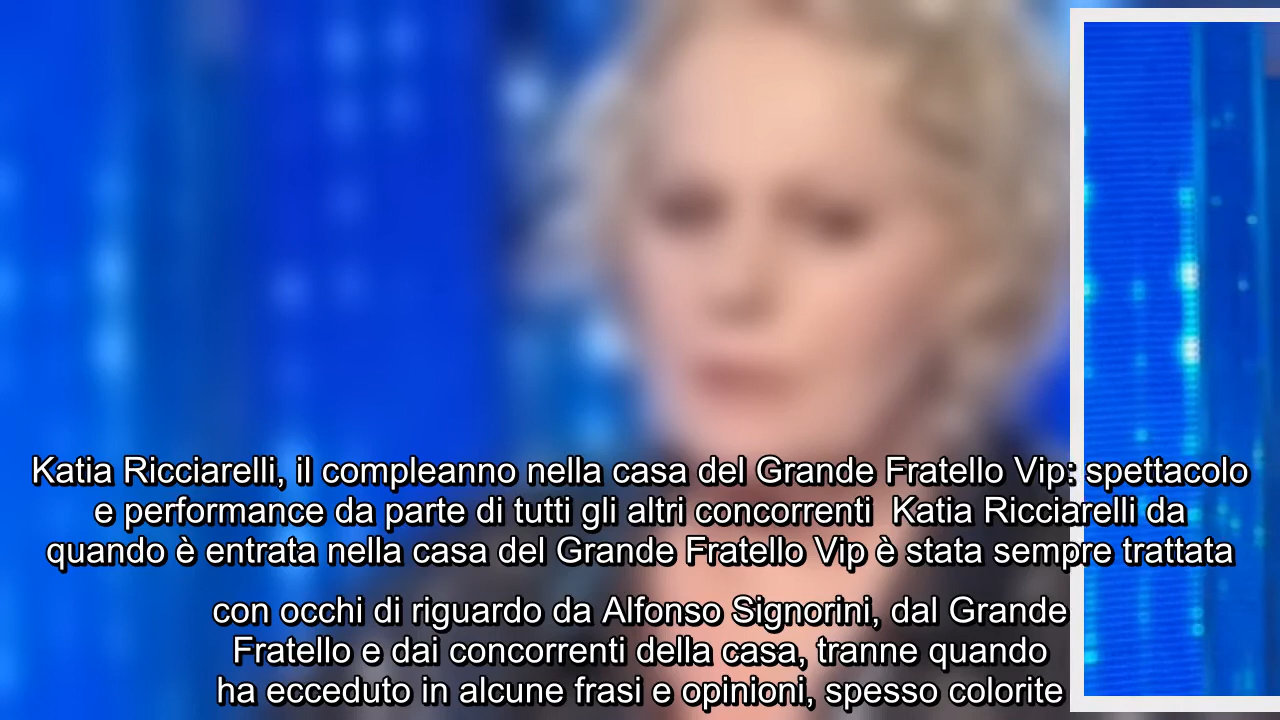 Katia Ricciarelli, il compleanno nella casa del Grande Fratello Vip: spettacolo
e performance da parte di tutti gli altri concorrenti  Katia Ricciarelli da
quando è entrata nella casa del Grande Fratello Vip è stata sempre trattata
con occhi di riguardo da Alfonso Signorini, dal Grande
Fratello e dai concorrenti della casa, tranne quando
ha ecceduto in alcune frasi e opinioni, spesso colorite